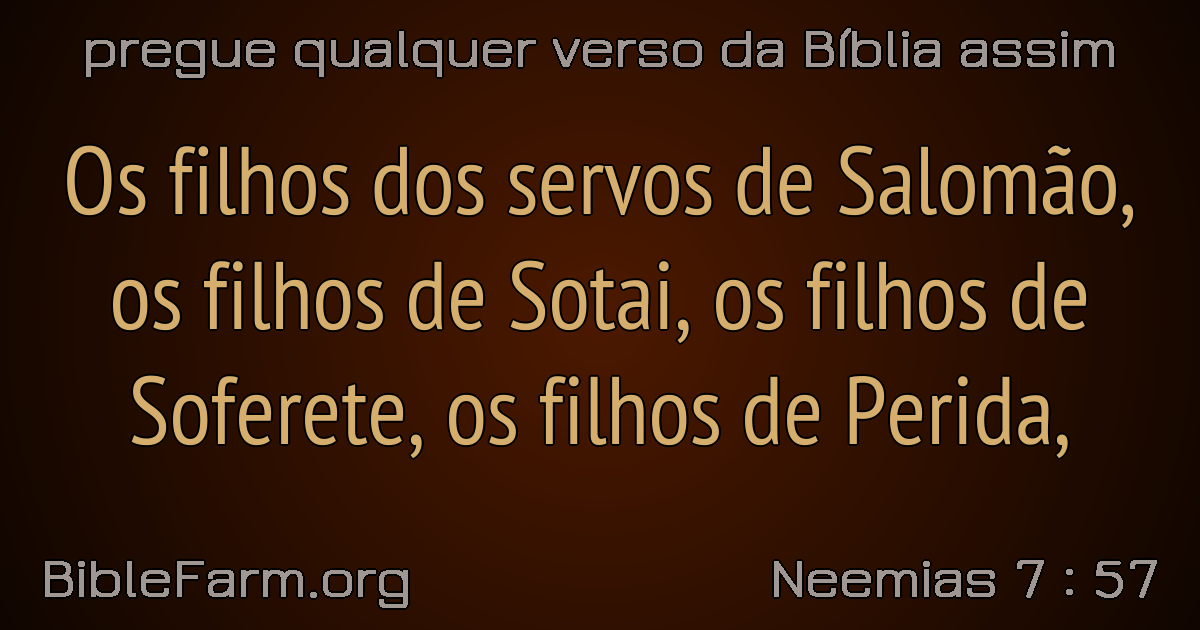 pregue qualquer verso da Bíblia assim
Os filhos dos servos de Salomão,
os filhos de Sotai, os filhos de
Soferete, os filhos de Perida,
BibleFarm.org
Neemias 7 : 57